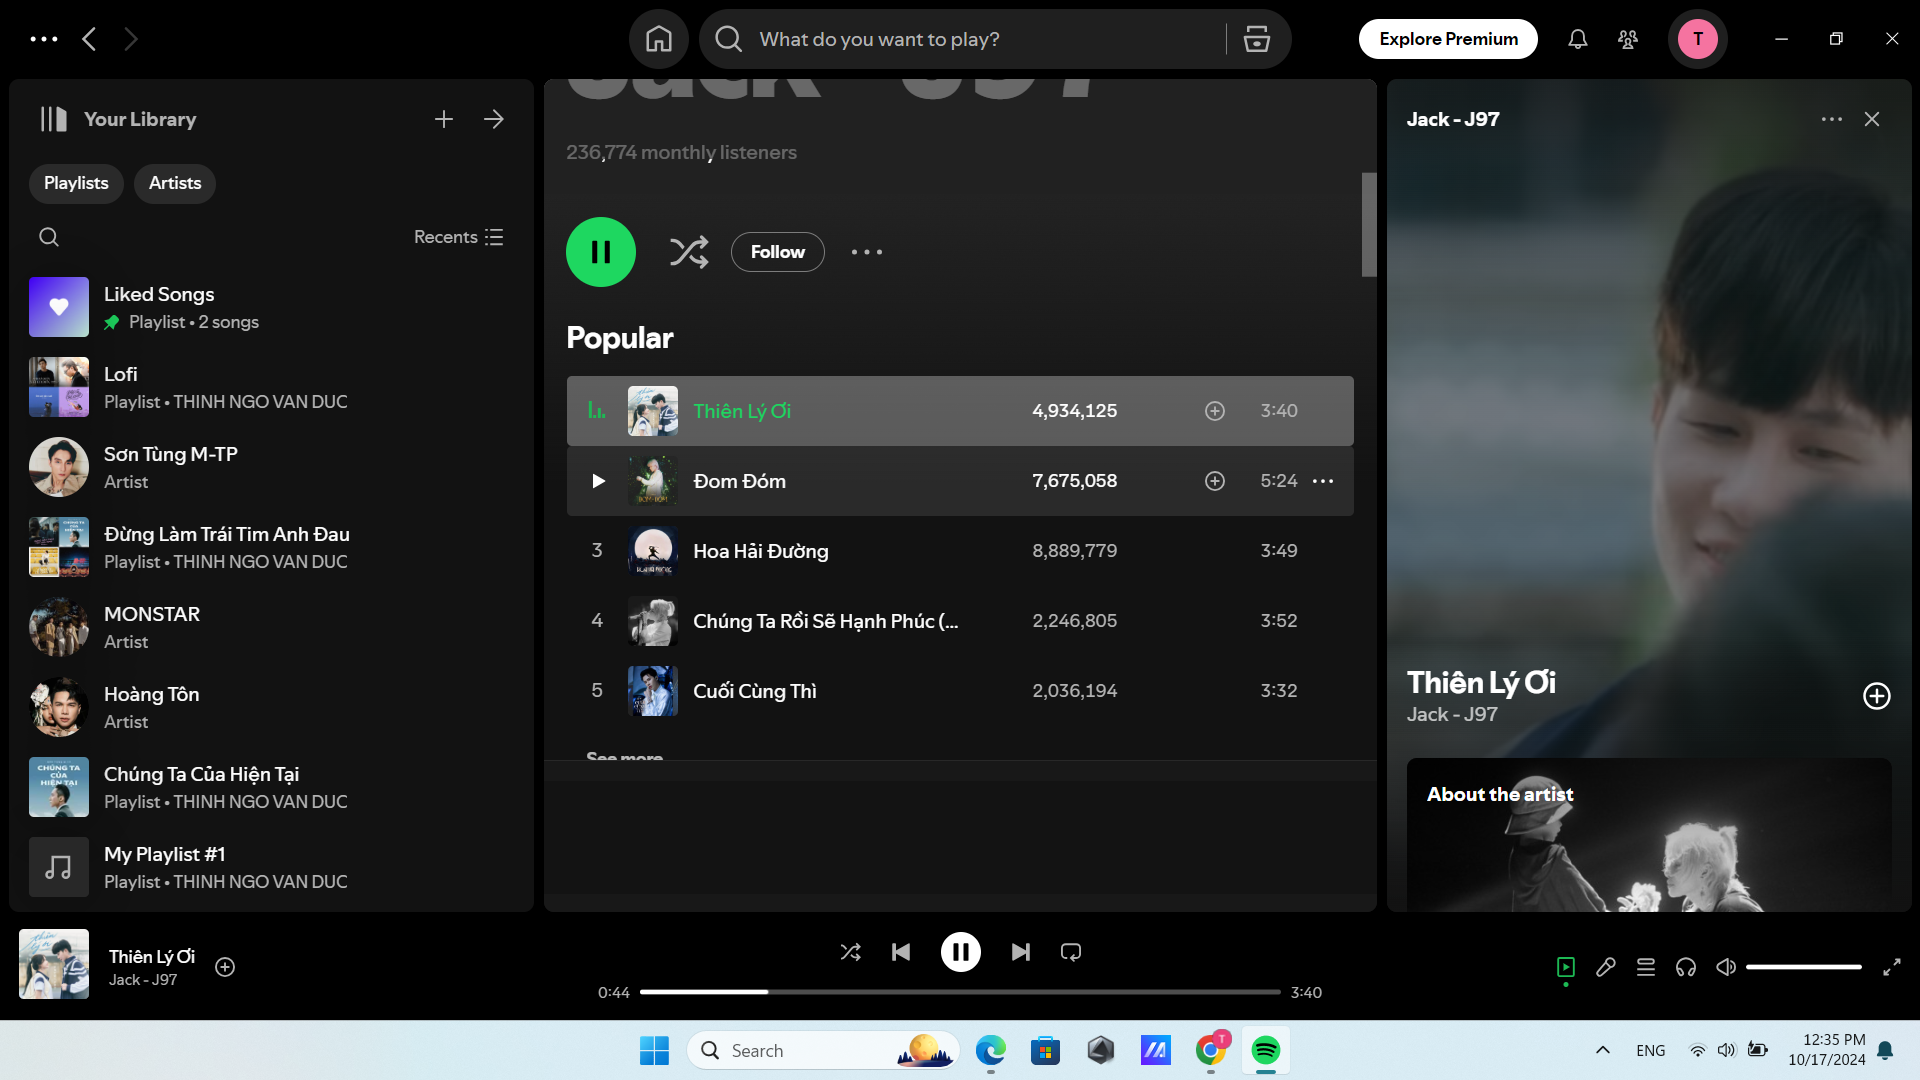 What do you want to play?
Explore Premium
T
Your Library
Playlists
Artists
Recents
Liked Songs
Playlist • 2 songs
Lofi
Playlist • THINH NGO VAN DUC
Sơn Tùng M-TP
Artist
Đừng Làm Trái Tim Anh Đau
Playlist • THINH NGO VAN DUC
MONSTAR
Artist
Hoàng Tôn
Artist
Chúng Ta Của Hiện Tại
Playlist • THINH NGO VAN DUC
My Playlist #1
Playlist • THINH NGO VAN DUC
CHÚNG TA
CỦA
HIỆN TẠI
Jack - J97
236,774 monthly listeners
Follow
Popular
Thiên Lý Ơi 4,934,125 3:40
Đom Đóm 7,675,058 5:24
3 Hoa Hải Đường 8,889,779 3:49
4 Chúng Ta Rồi Sẽ Hạnh Phúc (... 2,246,805 3:52
5 Cuối Cùng Thì 2,036,194 3:32
See more
Jack - J97
Thiên Lý Ơi
Jack - J97
About the artist
Thiên Lý Ơi
Jack - J97
0:44
3:40
Search
T
ENG
12:35 PM
10/17/2024